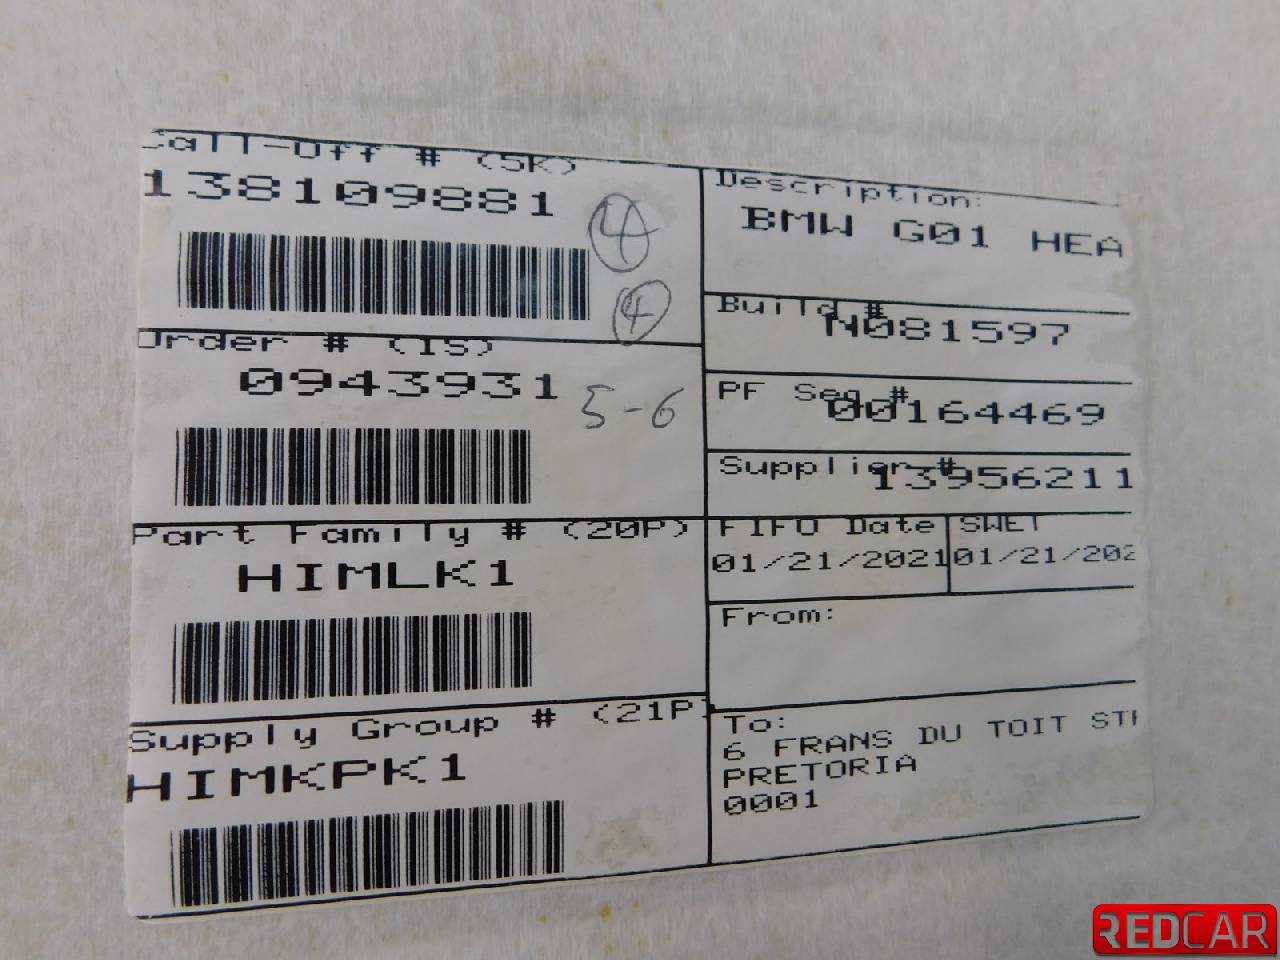 Call-Off # (5K)
138109881
4
4
Order # (1S)
0943931
5-6
Part Family # (20P)
HIMLK1
Supply Group # (21P)
HIMKPK1
Description:
BMW G01 HEA
Build #
N081597
PF Seq #
00164469
Supplier #
13956211
FIFO Date SWET
01/21/2021 01/21/202
From:
To:
6 FRANS DU TOIT STR
PRETORIA
0001
REDCAR